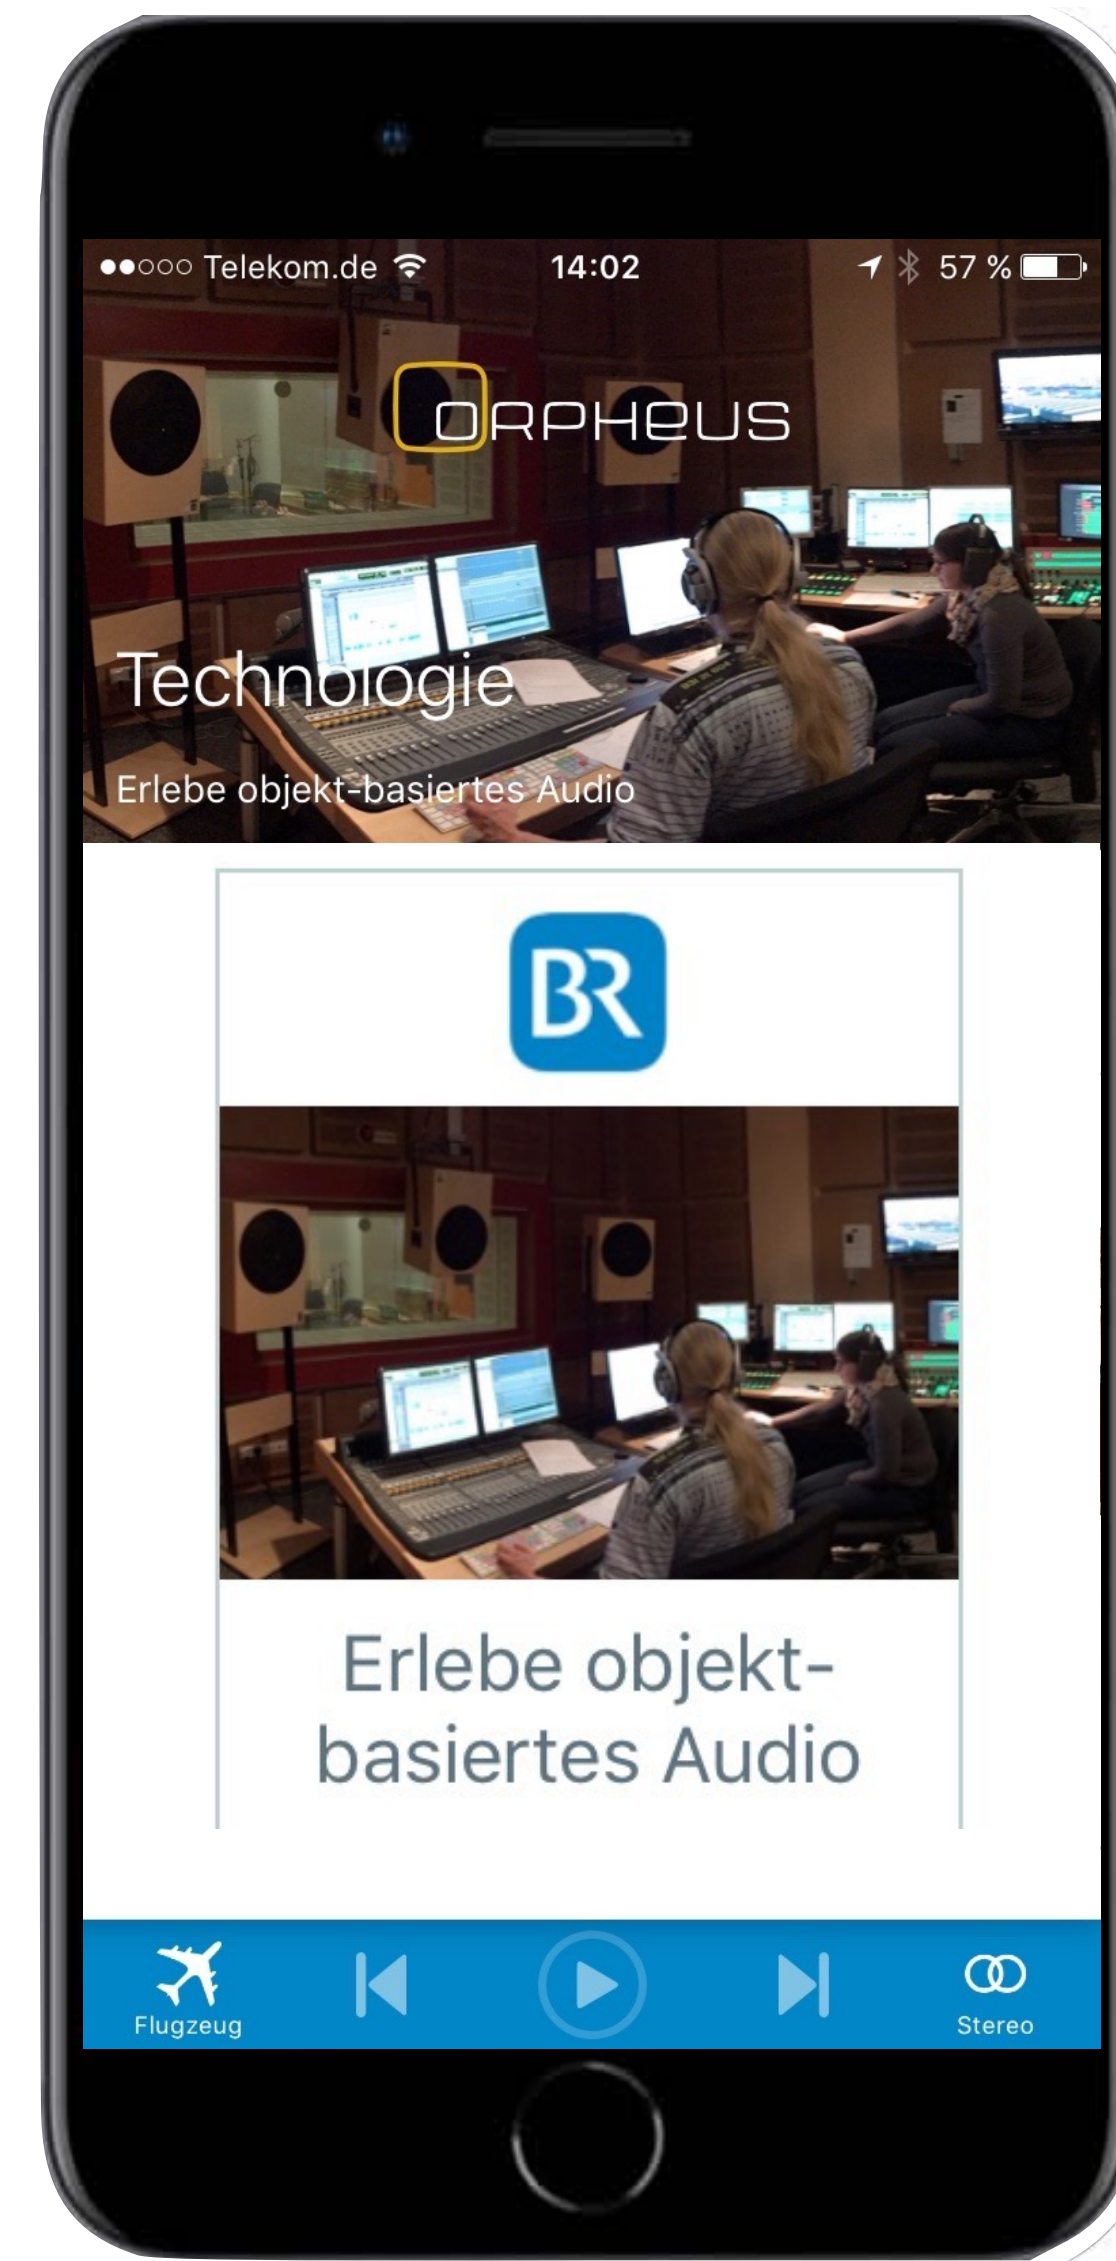 Telekom.de 14:02 57 %
ORPHEUS
Technologie
Erlebe objekt-basiertes Audio
BR
Erlebe objekt-
basiertes Audio
Flugzeug Stereo